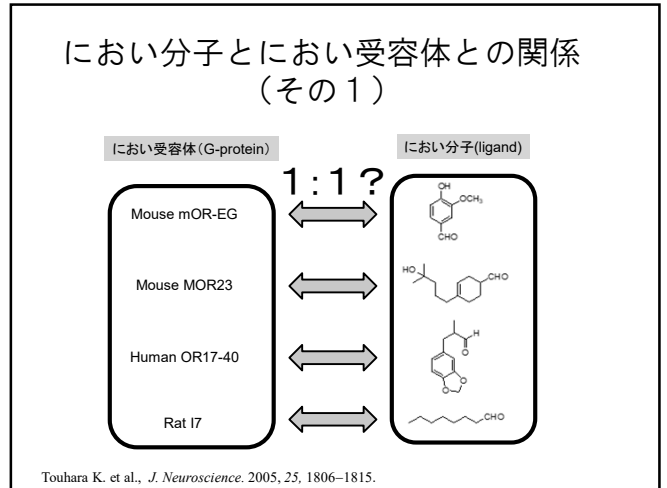 におい分子とにおい受容体との関係
（その１）
におい受容体（G-protein）
におい分子(ligand)
１:１？
Mouse mOR-EG
OH
OCH3
CHO
Mouse MOR23
HO
CHO
Human OR17-40
H
O
O
O
Rat I7
CHO
Touhara K. et al., J. Neuroscience. 2005, 25, 1806–1815.